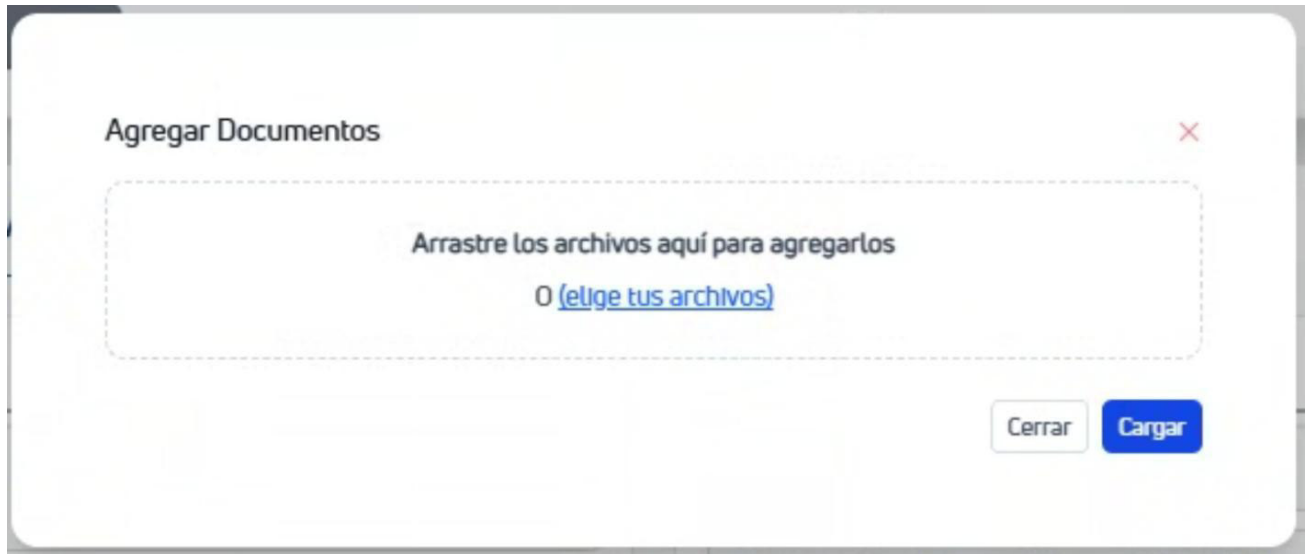 Agregar Documentos
Arrastre los archivos aquí para agregarlos
O (elige tus archivos)
Cerrar
Cargar